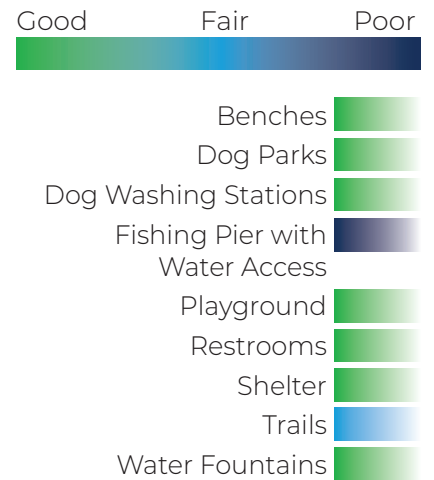 Good Fair Poor
Benches
Dog Parks
Dog Washing Stations
Fishing Pier with
Water Access
Playground
Restrooms
Shelter
Trails
Water Fountains